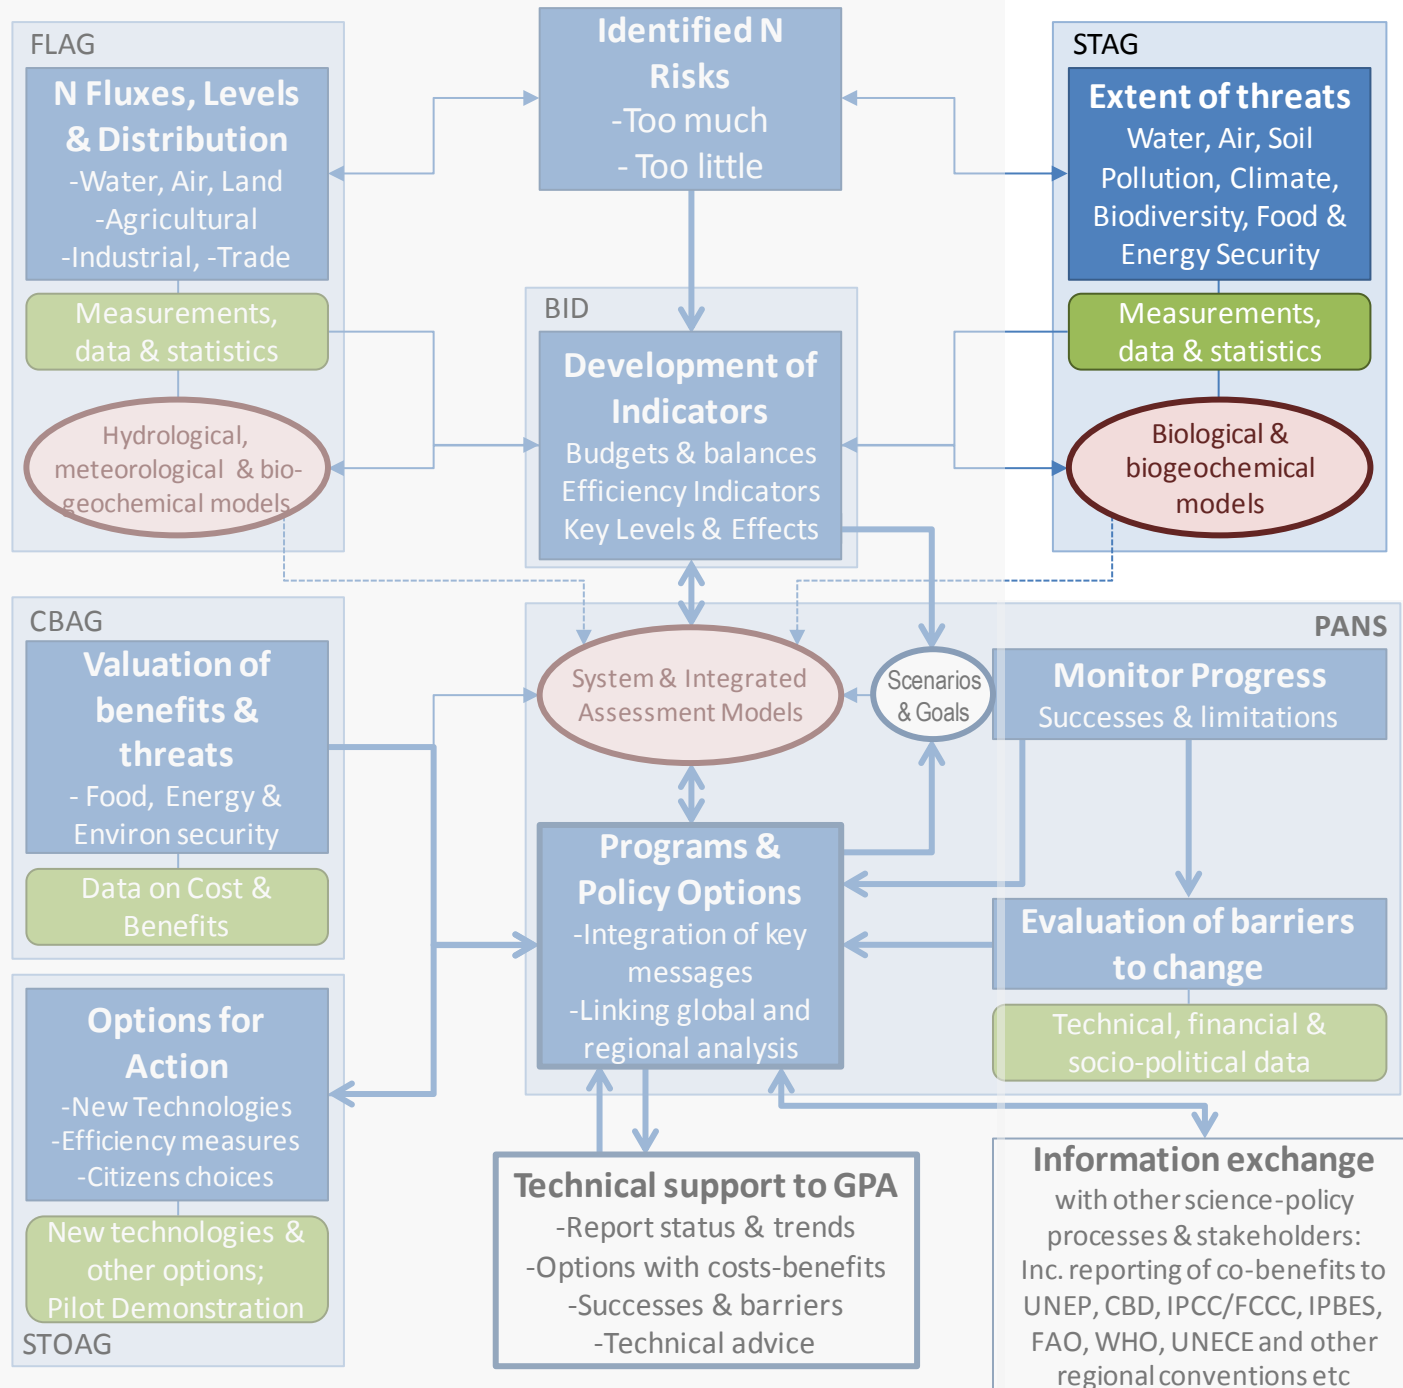 FLAG
N Fluxes, Levels
& Distribution
-Water, Air, Land
-Agricultural
-Industrial, -Trade
Measurements,
data & statistics
Hydrological,
meteorological & bio-
geochemical models
Identified N
Risks
-Too much
- Too little
STAG
Extent of threats
Water, Air, Soil
Pollution, Climate,
Biodiversity, Food &
Energy Security
Measurements,
data & statistics
Biological &
biogeochemical
models
BID
Development of
Indicators
Budgets & balances
Efficiency Indicators
Key Levels & Effects
CBAG
Valuation of
benefits &
threats
- Food, Energy &
Environ security
Data on Cost &
Benefits
PANS
System & Integrated
Assessment Models
Scenarios
& Goals
Monitor Progress
Successes & limitations
Programs &
Policy Options
-Integration of key
messages
-Linking global and
regional analysis
Evaluation of barriers
to change
Technical, financial &
socio-political data
Options for
Action
-New Technologies
-Efficiency measures
-Citizens choices
New technologies &
other options;
Pilot Demonstration
STOAG
Technical support to GPA
-Report status & trends
-Options with costs-benefits
-Successes & barriers
-Technical advice
Information exchange
with other science-policy
processes & stakeholders:
Inc. reporting of co-benefits to
UNEP, CBD, IPCC/FCCC, IPBES,
FAO, WHO, UNECE and other
regional conventions etc